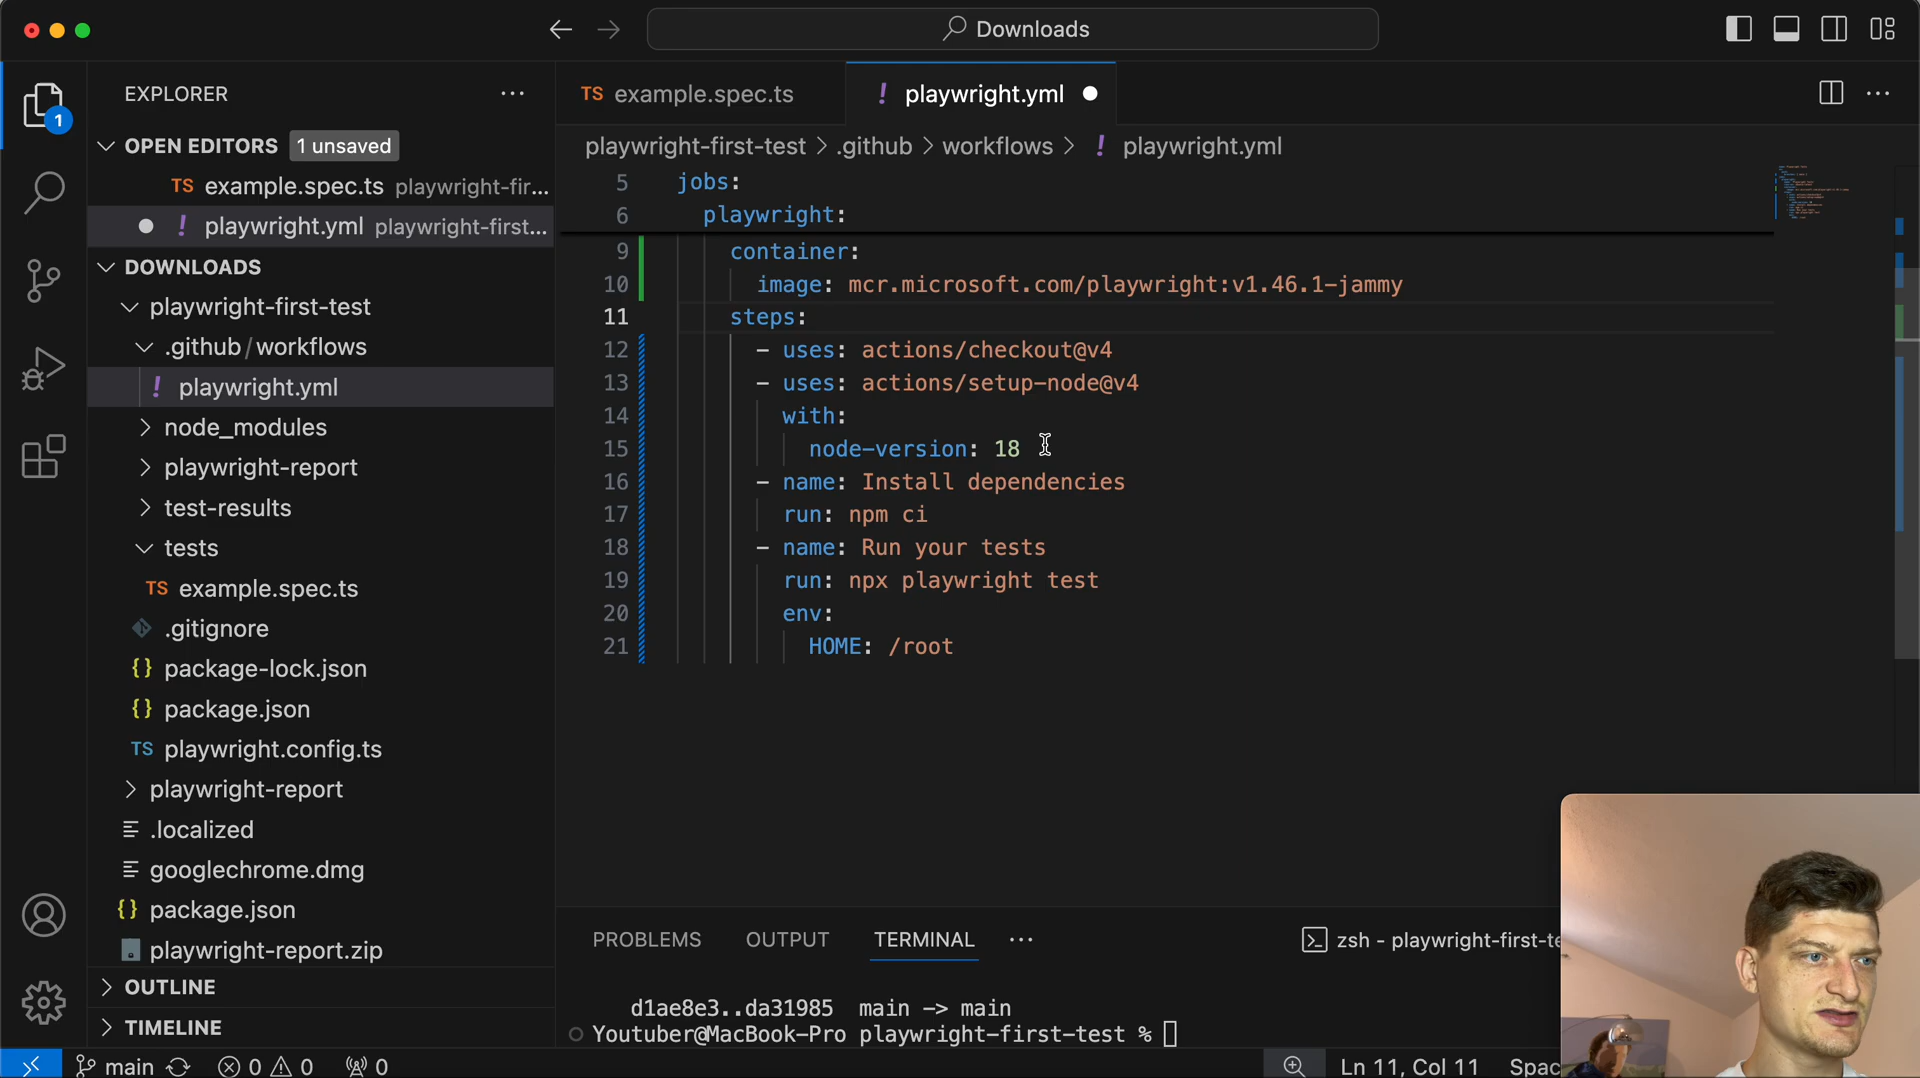 Downloads
EXPLORER
OPEN EDITORS 1 unsaved
TS example.spec.ts playwright-fir...
! playwright.yml playwright-first...
DOWNLOADS
playwright-first-test
.github/workflows
! playwright.yml
node_modules
playwright-report
test-results
tests
TS example.spec.ts
.gitignore
{} package-lock.json
{} package.json
TS playwright.config.ts
playwright-report
.localized
googlechrome.dmg
{} package.json
playwright-report.zip
OUTLINE
TIMELINE
1
TS example.spec.ts
! playwright.yml
playwright-first-test > .github > workflows > ! playwright.yml
5 jobs:
6 playwright:
9 container:
10 image: mcr.microsoft.com/playwright:v1.46.1-jammy
11 steps:
12 - uses: actions/checkout@v4
13 - uses: actions/setup-node@v4
14 with:
15 node-version: 18
16 - name: Install dependencies
17 run: npm ci
18 - name: Run your tests
19 run: npx playwright test
20 env:
21 HOME: /root
PROBLEMS OUTPUT TERMINAL ...
zsh - playwright-first-te
d1ae8e3..da31985 main -> main
Youtuber@MacBook-Pro playwright-first-test %
main 0 0 0
Ln 11, Col 11 Spac